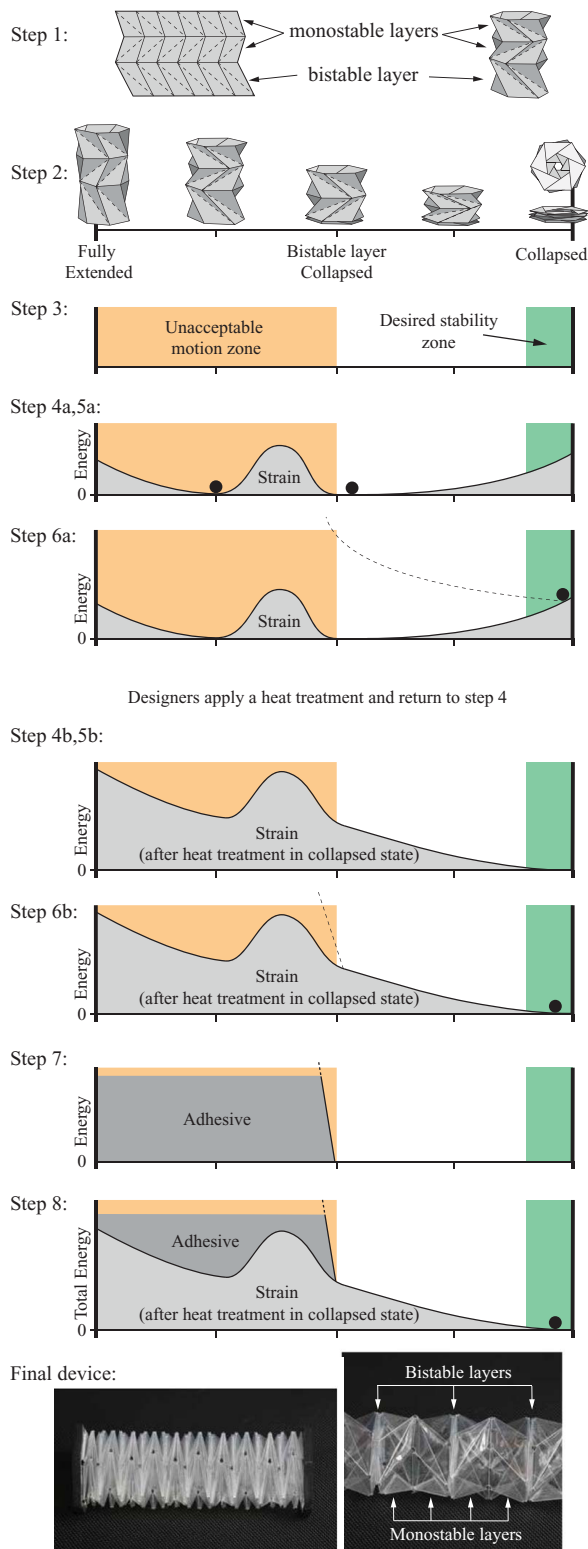 Step 1:
monostable layers
bistable layer
Step 2:
Fully
Extended
Bistable layer
Collapsed
Collapsed
Step 3:
Unacceptable
motion zone
Desired stability
zone
Step 4a,5a:
Energy
0
Strain
Step 6a:
Energy
0
Strain
Designers apply a heat treatment and return to step 4
Step 4b,5b:
Energy
0
Strain
(after heat treatment in collapsed state)
Step 6b:
Energy
0
Strain
(after heat treatment in collapsed state)
Step 7:
Energy
0
Adhesive
Step 8:
Total Energy
0
Adhesive
Strain
(after heat treatment in collapsed state)
Final device:
Bistable layers
Monostable layers